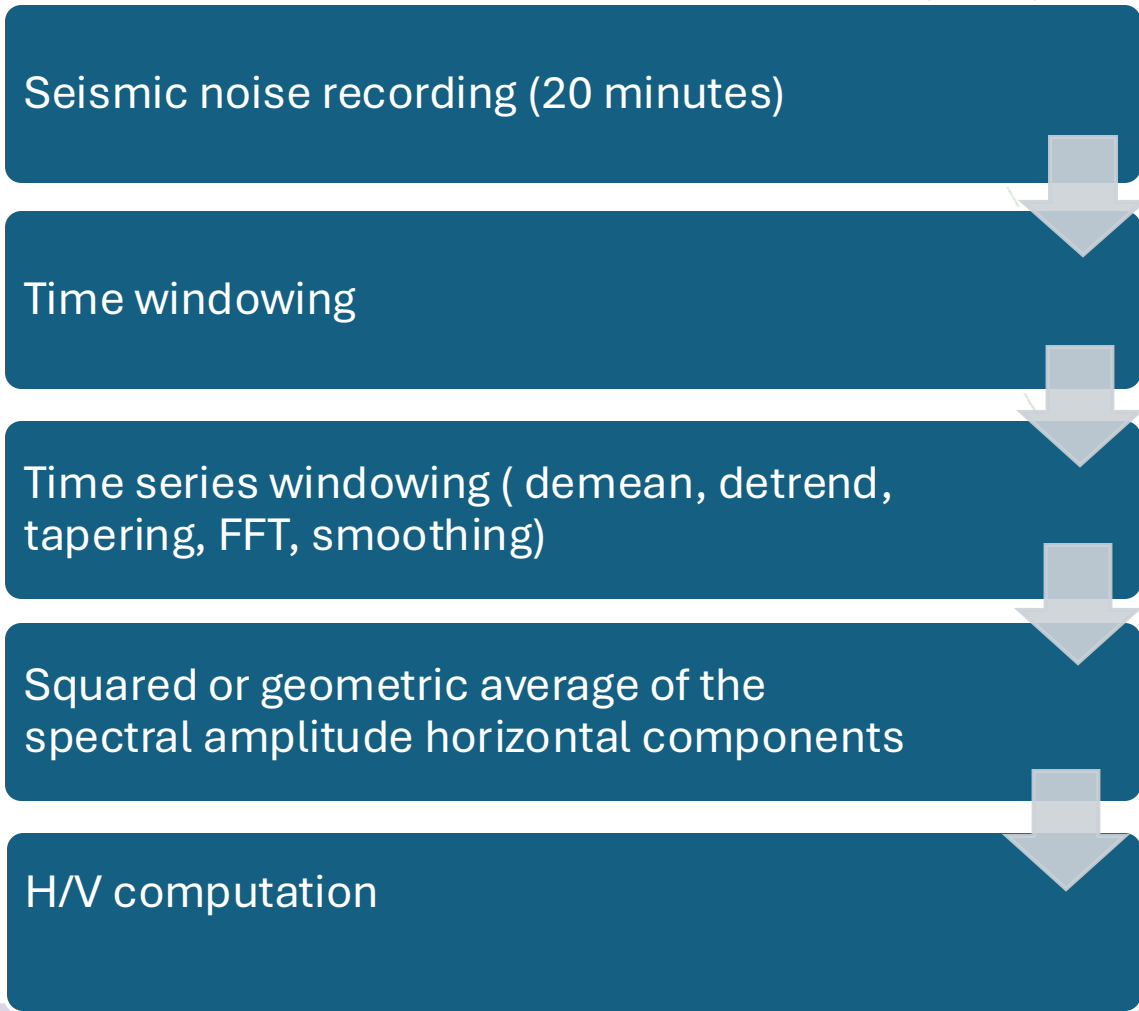 Seismic noise recording (20 minutes)
Time windowing
Time series windowing ( demean, detrend,
tapering, FFT, smoothing)
Squared or geometric average of the
spectral amplitude horizontal components
H/V computation